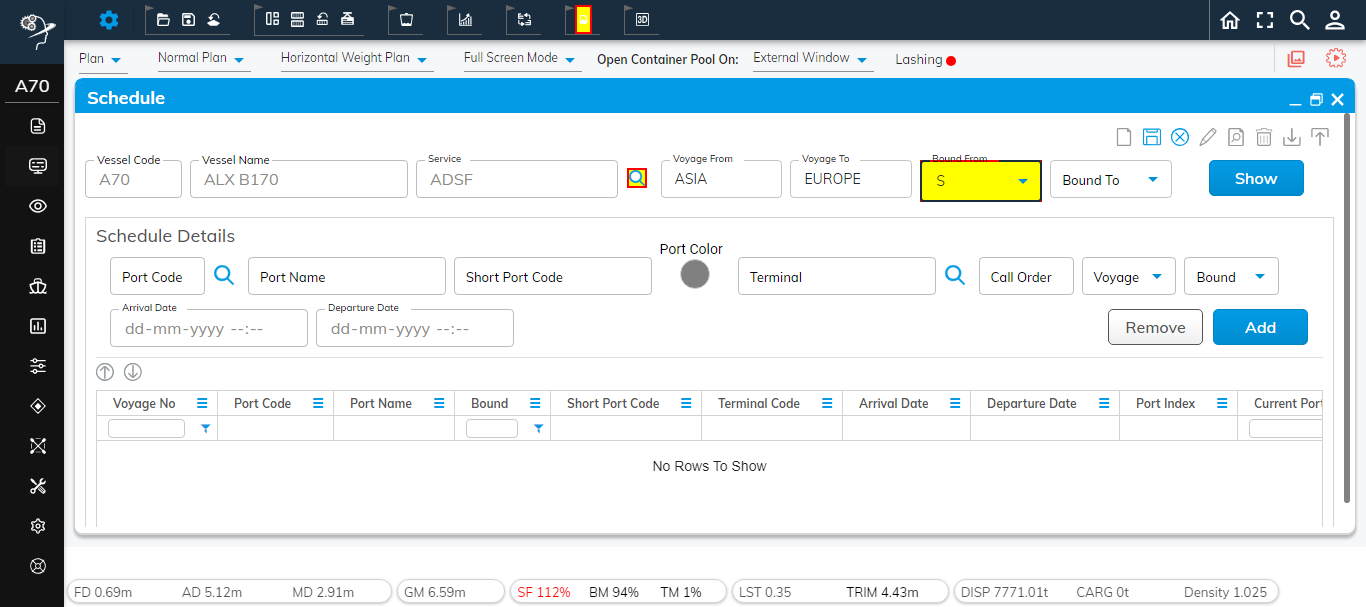 3D
Plan
Normal Plan
Horizontal Weight Plan
Full Screen Mode
Open Container Pool On:
External Window
Lashing
A70
Schedule
Vessel Code
Vessel Name
Service
Voyage From
Voyage To
Bound From
A70
ALX B170
ADSF
ASIA
EUROPE
S
Bound To
Show
Schedule Details
Port Color
Port Code
Port Name
Short Port Code
Terminal
Call Order
Voyage
Bound
Arrival Date
Departure Date
dd-mm-yyyy --:--
dd-mm-yyyy --:--
Remove
Add
Voyage No
Port Code
Port Name
Bound
Short Port Code
Terminal Code
Arrival Date
Departure Date
Port Index
Current Port
No Rows To Show
FD 0.69m
AD 5.12m
MD 2.91m
GM 6.59m
SF 112%
BM 94%
TM 1%
LST 0.35
TRIM 4.43m
DISP 7771.01t
CARG 0t
Density 1.025